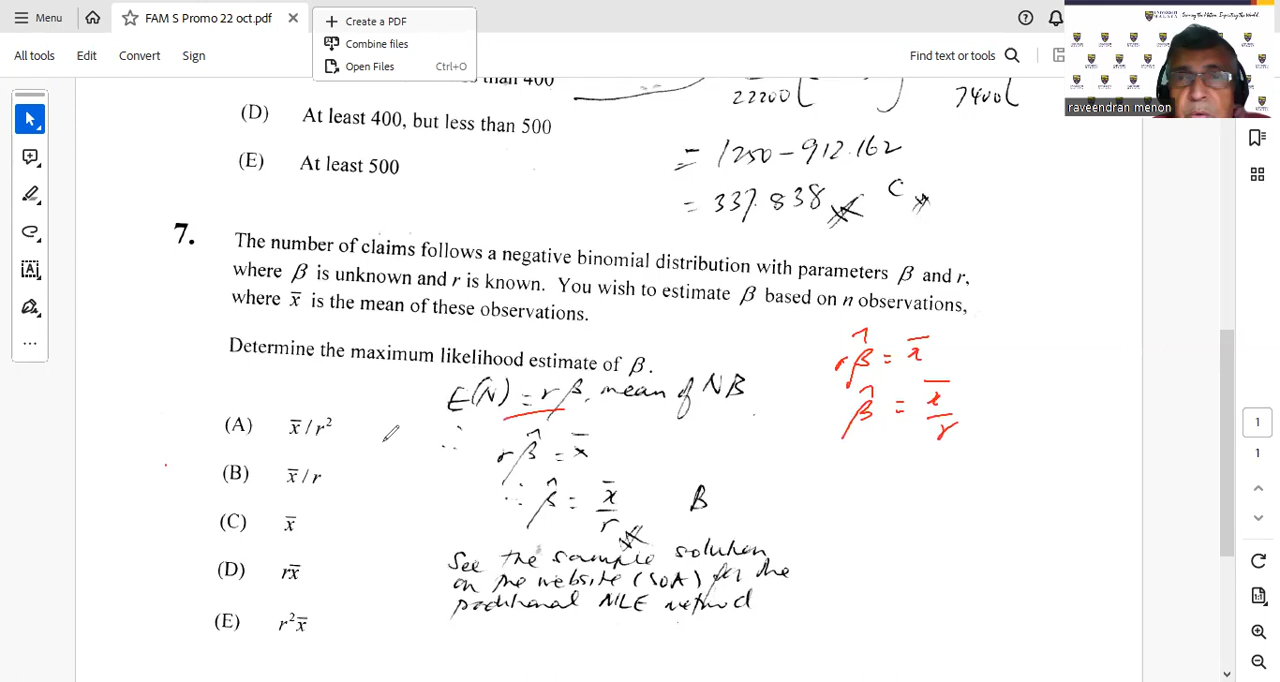 Menu
FAM S Promo 22 oct.pdf
Create a PDF
Combine files
Open Files Ctrl+O
All tools Edit Convert Sign
Find text or tools
raveendran menon
than 400
22200 7400
(D) At least 400, but less than 500
(E) At least 500
= 1250 - 912.162
= 337.838 C
7. The number of claims follows a negative binomial distribution with parameters β and r,
where β is unknown and r is known. You wish to estimate β based on n observations,
where x̄ is the mean of these observations.
Determine the maximum likelihood estimate of β.
E(N) = rβ, mean of NB
rβ̂ = x̄
β̂ = x̄/r
(A) x̄ / r²
∴ rβ̂ = x̄
(B) x̄ / r
∴ β̂ = x̄/r B
(C) x̄
(D) r x̄
(E) r² x̄
See the sample solution
on the website (SOA) for the
MLE method
1
1